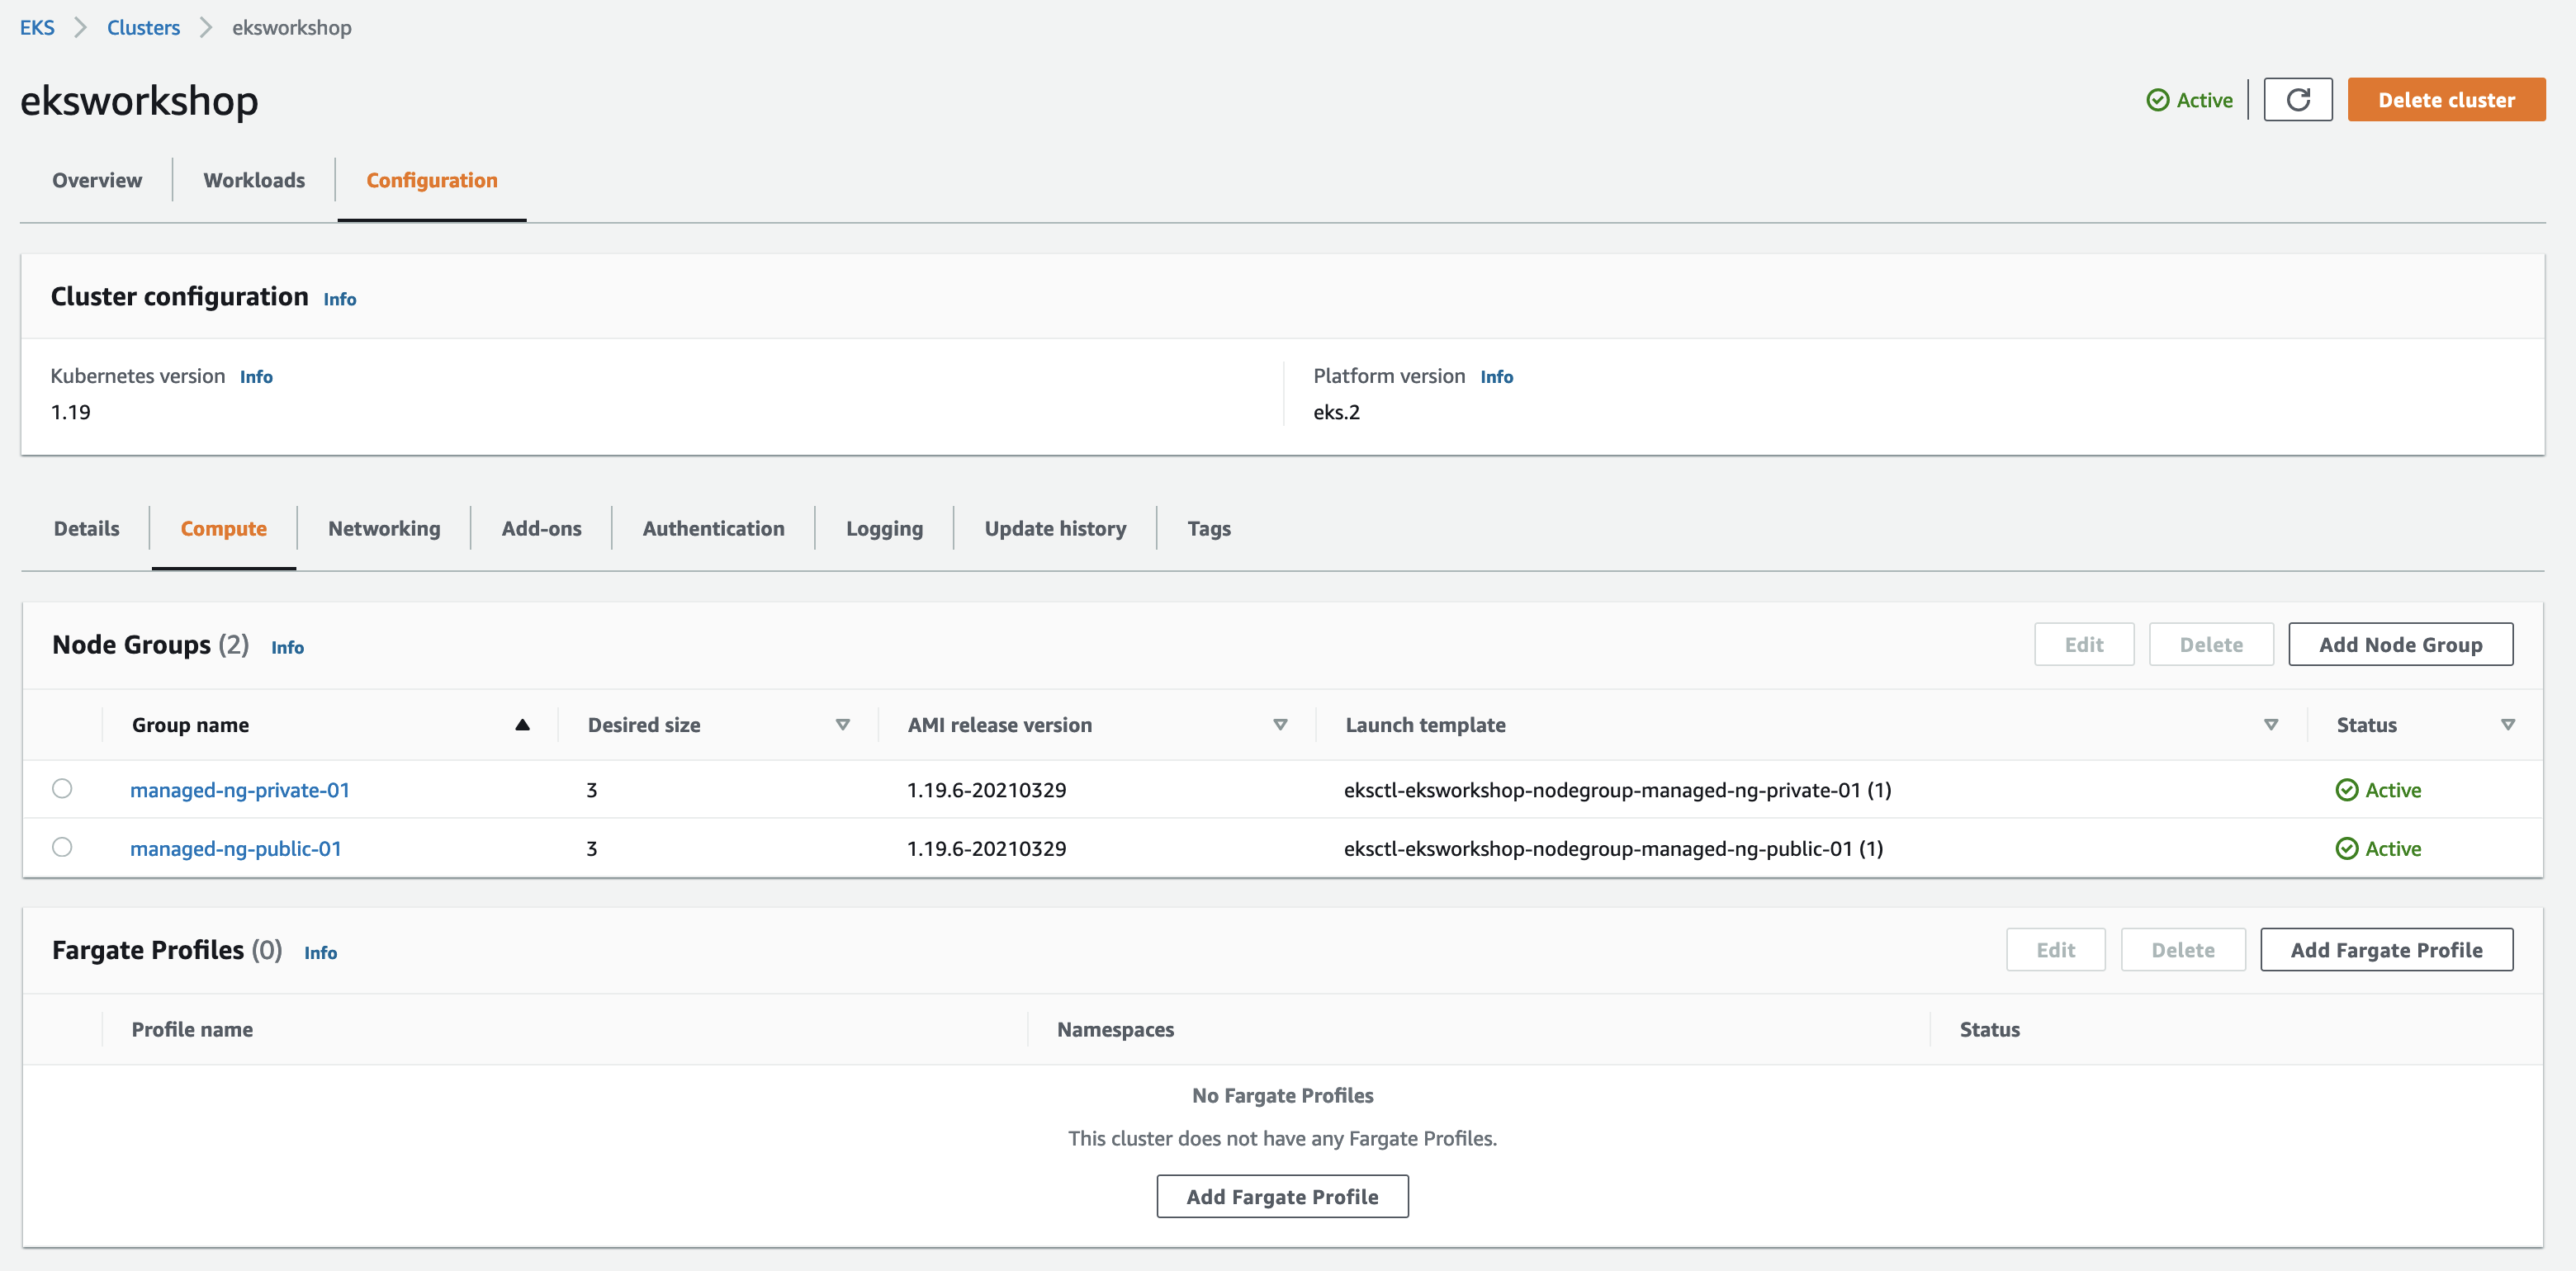 EKS Clusters eksworkshop
eksworkshop
Active Delete cluster
Overview Workloads Configuration
Cluster configuration Info
Kubernetes version Info Platform version Info
1.19 eks.2
Details Compute Networking Add-ons Authentication Logging Update history Tags
Node Groups (2) Info Edit Delete Add Node Group
Group name Desired size AMI release version Launch template Status
managed-ng-private-01 3 1.19.6-20210329 eksctl-eksworkshop-nodegroup-managed-ng-private-01 (1) Active
managed-ng-public-01 3 1.19.6-20210329 eksctl-eksworkshop-nodegroup-managed-ng-public-01 (1) Active
Fargate Profiles (0) Info Edit Delete Add Fargate Profile
Profile name Namespaces Status
No Fargate Profiles
This cluster does not have any Fargate Profiles.
Add Fargate Profile